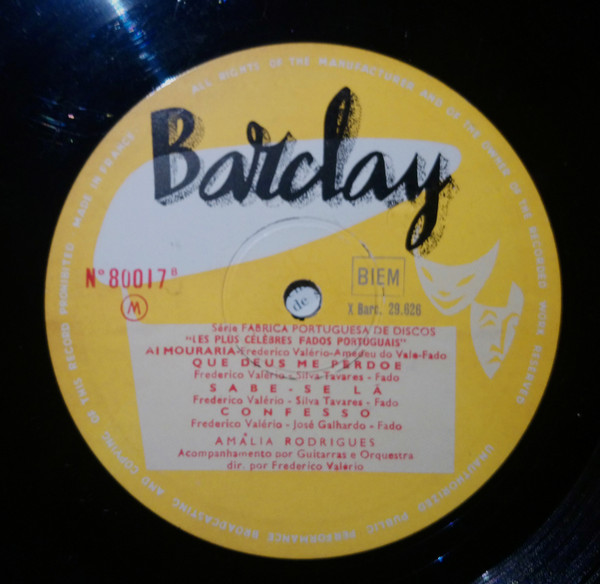 ALL RIGHTS OF THE MANUFACTURER AND OF THE OWNER OF THE RECORDED WORK RESERVED
UNAUTHORIZED PUBLIC PERFORMANCE BROADCASTING AND COPYING OF THIS RECORD PROHIBITED MADE IN FRANCE
Barclay
N° 80017 B
BIEM
M
X Barc. 29.626
de
Série FABRICA PORTUGUESA DE DISCOS
"LES PLUS CÉLÈBRES FADOS PORTUGUAIS"
AI MOURARIA-Frederico Valério-Amadeu do Vale-Fado
QUE DEUS ME PERDOE
Frederico Valério - Silva Tavares - Fado
SABE-SE LÁ
Frederico Valério - Silva Tavares - Fado
CONFESSO
Frederico Valério - José Galhardo - Fado
AMÁLIA RODRIGUES
Acompanhamento por Guitarras e Orquestra
dir. por Frederico Valério